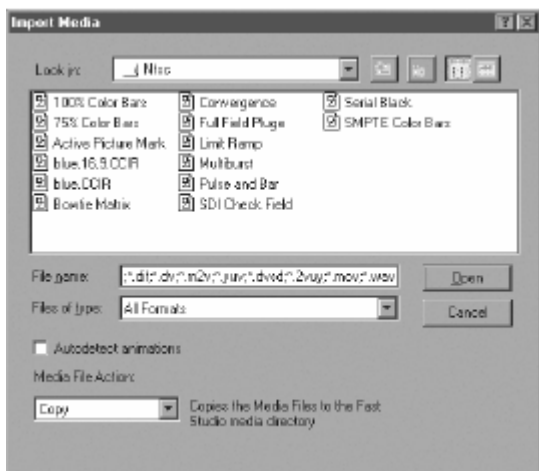 Import Media
Look in: Ntsc
100% Color Bars
75% Color Bars
Active Picture Mark
blue.16.9.CCIR
blue.CCIR
Bowtie Matrix
Convergence
Full Field Pluge
Limit Ramp
Multiburst
Pulse and Bar
SDI Check Field
Serial Black
SMPTE Color Bars
File name: ;*.dif;*.dv;*.m2v;*.yuv;*.dvsd;*.2vuy;*.mov;*.wav
Open
Files of type: All Formats
Cancel
Autodetect animations
Media File Action:
Copy
Copies the Media Files to the Fast
Studio media directory